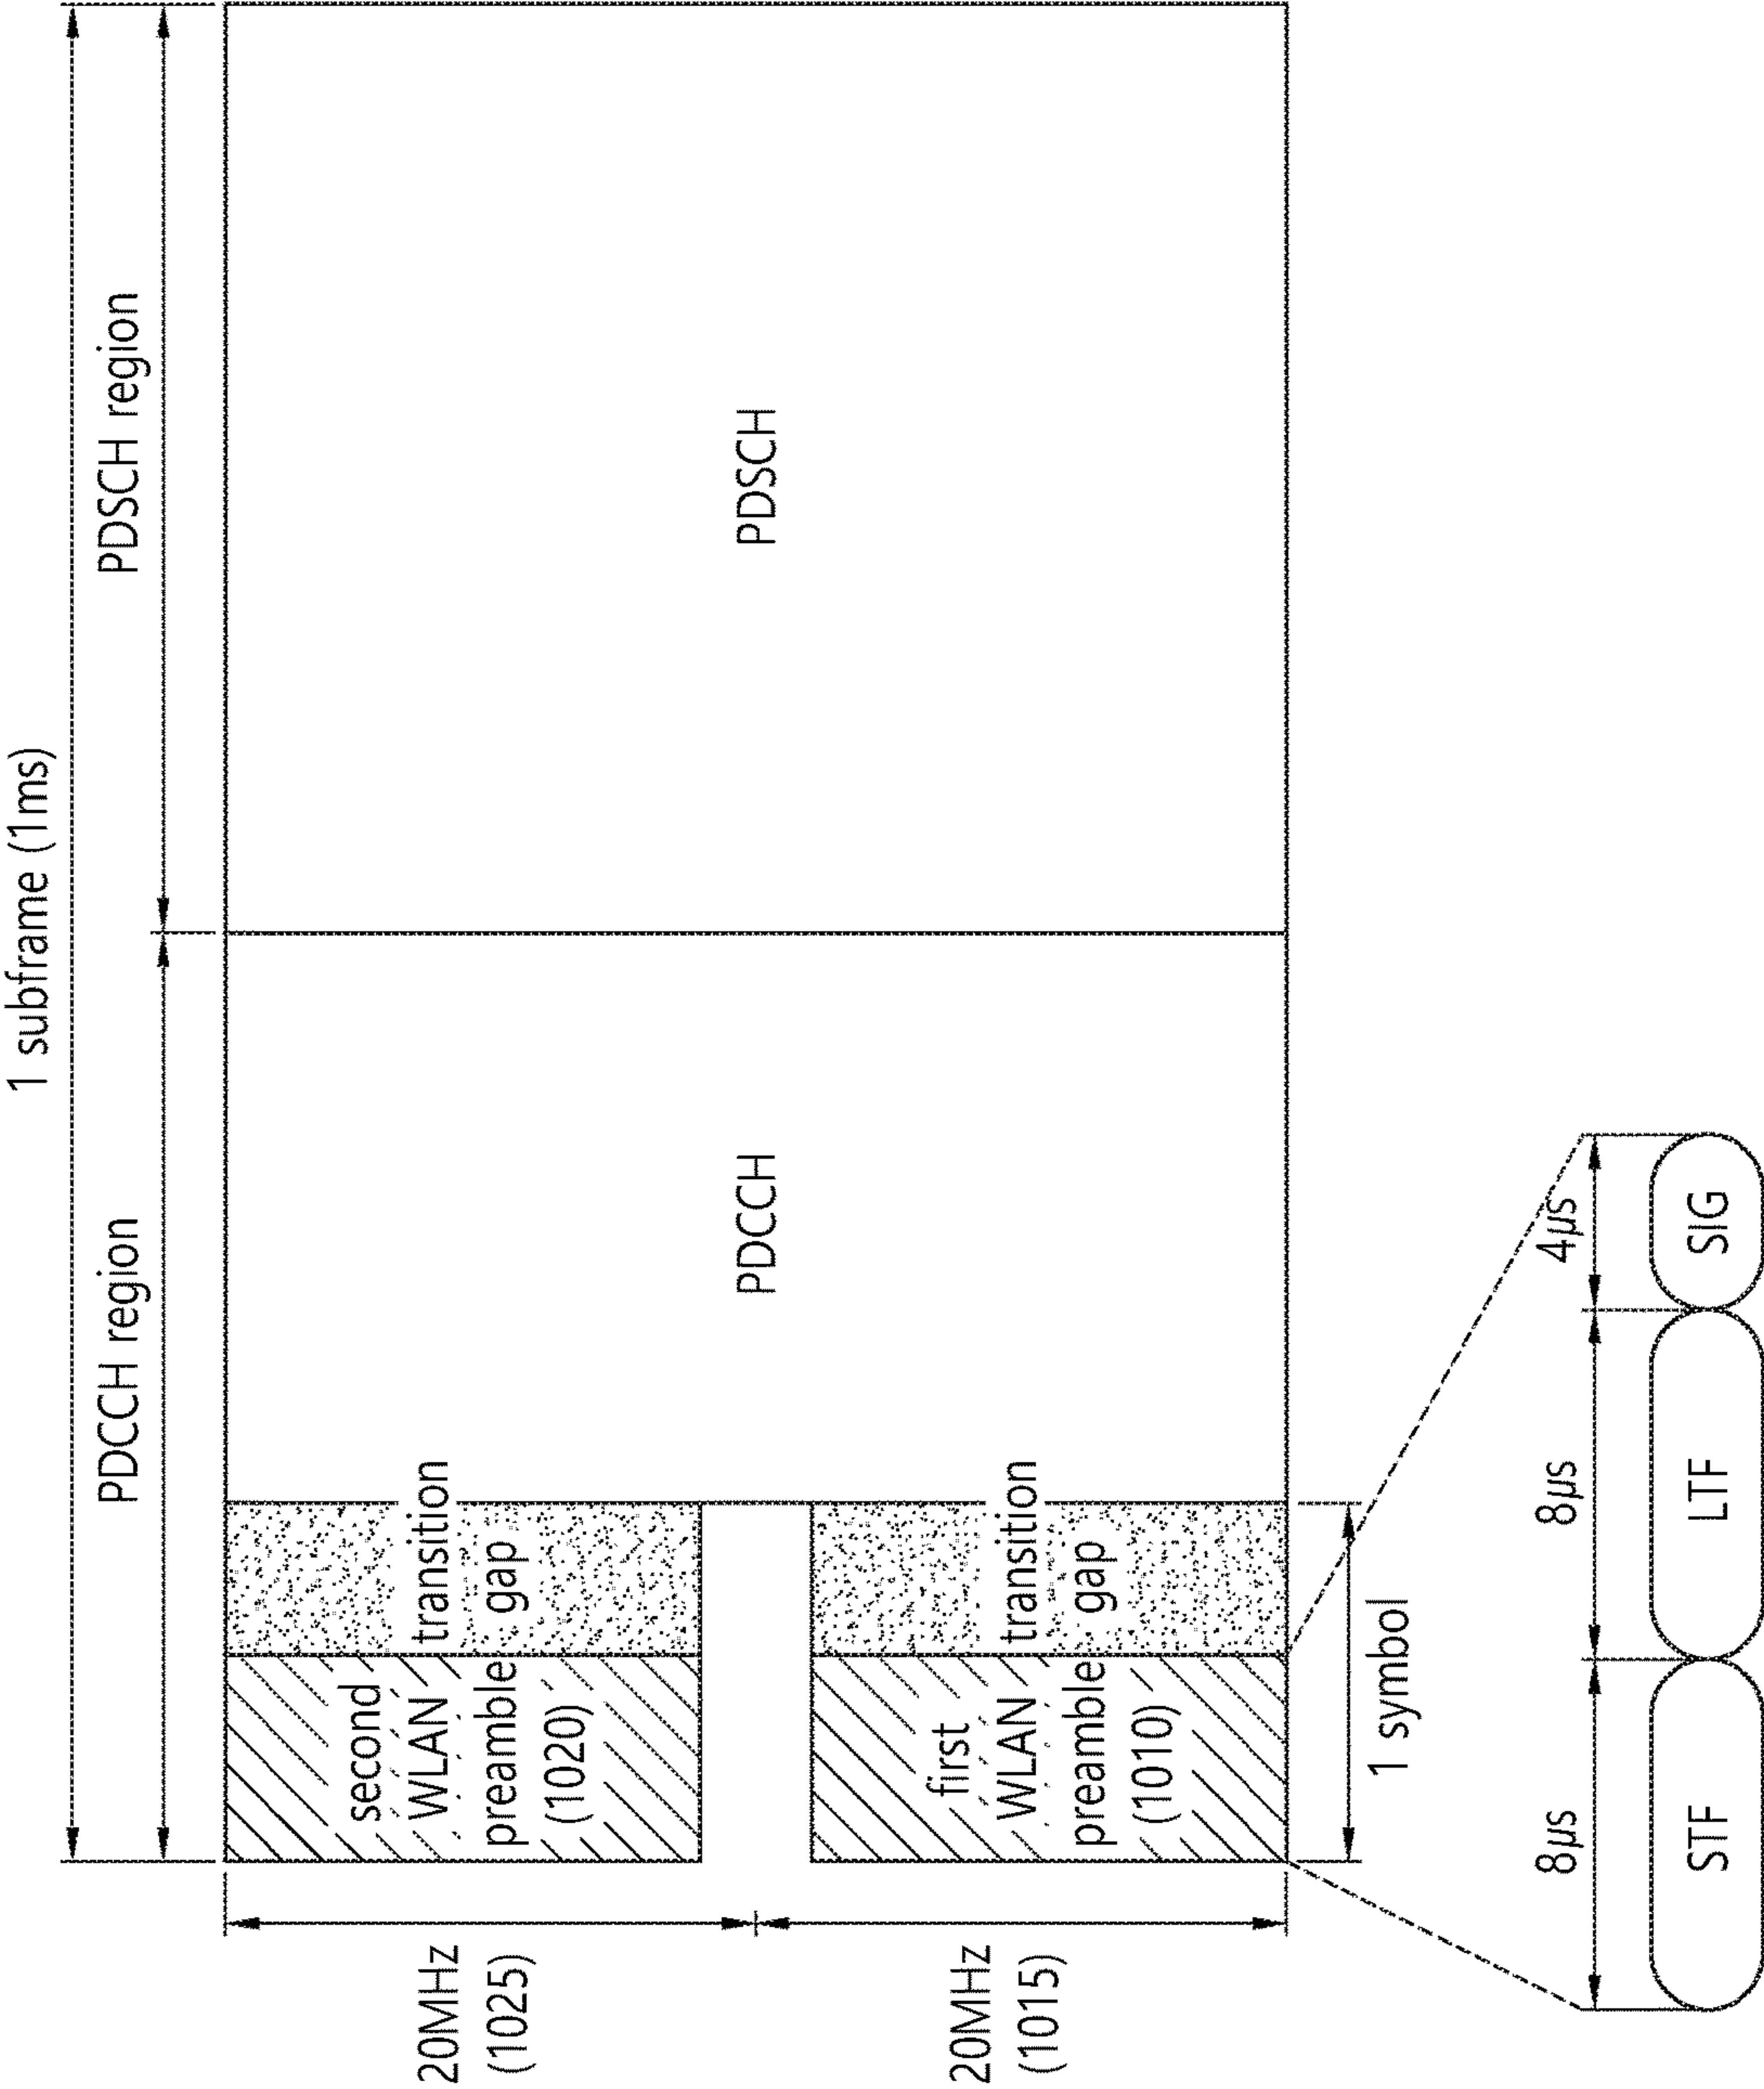 1 subframe (1ms)
PDCCH region
PDSCH region
20MHz
(1025)
second
WLAN
preamble
(1020)
transition
gap
PDCCH
PDSCH
20MHz
(1015)
first
WLAN
preamble
(1010)
transition
gap
1 symbol
8μs
8μs
4μs
STF
LTF
SIG